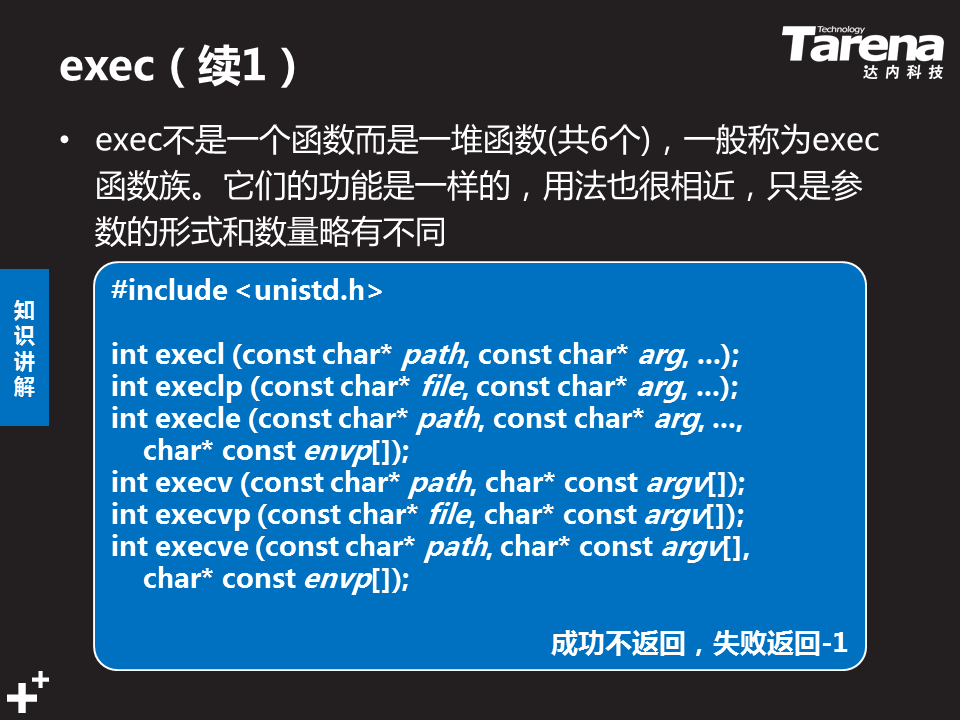 exec（续1）
Technology
Tarena
达内科技
• exec不是一个函数而是一堆函数(共6个)，一般称为exec
函数族。它们的功能是一样的，用法也很相近，只是参
数的形式和数量略有不同
知识讲解
#include <unistd.h>
int execl (const char* path, const char* arg, ...);
int execlp (const char* file, const char* arg, ...);
int execle (const char* path, const char* arg, ...,
char* const envp[]);
int execv (const char* path, char* const argv[]);
int execvp (const char* file, char* const argv[]);
int execve (const char* path, char* const argv[],
char* const envp[]);
成功不返回，失败返回-1